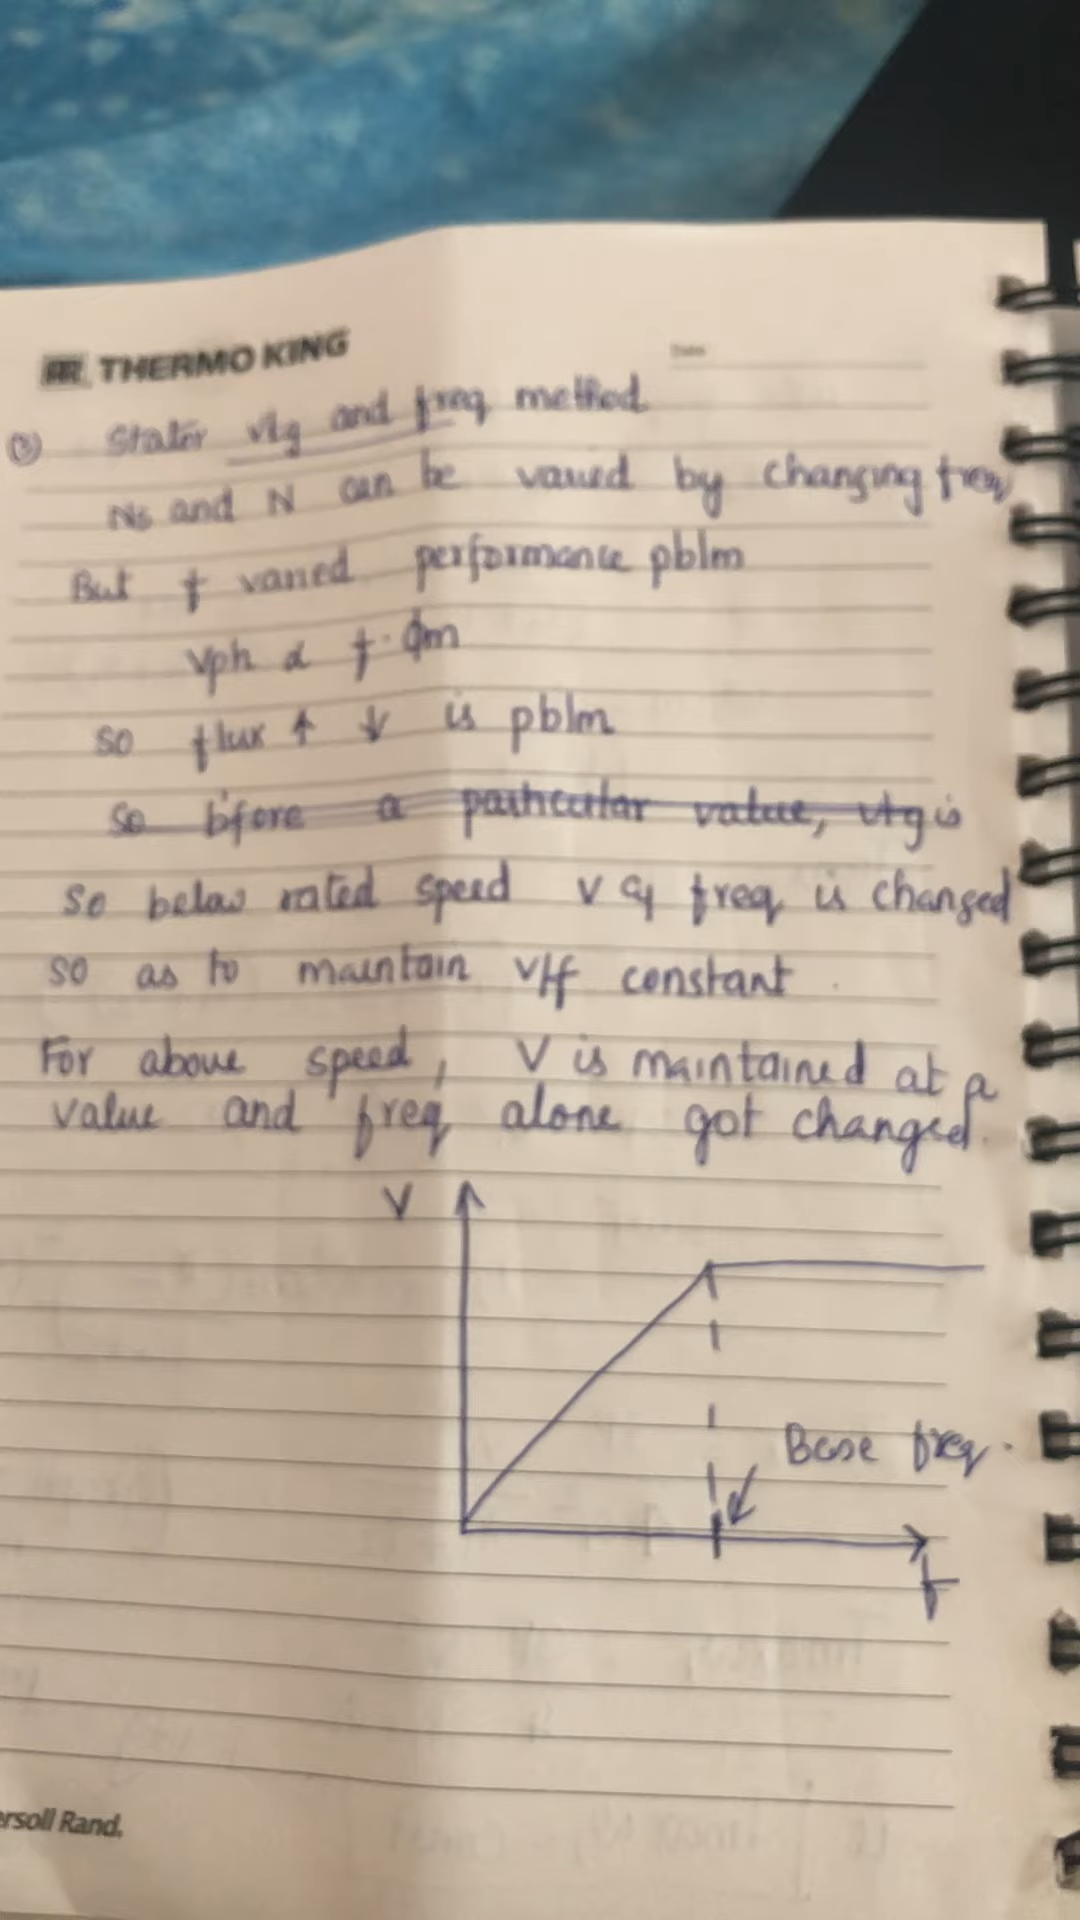 THERMO KING
Date
③ Stator vtg and freq method
Ns and N can be varied by changing freq
But f varied performance pblm
Vph α f. ϕm
so flux ↑ ↓ is pblm
so b'fore a particular value, vtg is
So below rated speed V & freq is changed
so as to maintain V/f constant.
For above speed, V is maintained at a
value and freq alone got changed.
V
Base freq.
f
ersoll Rand.